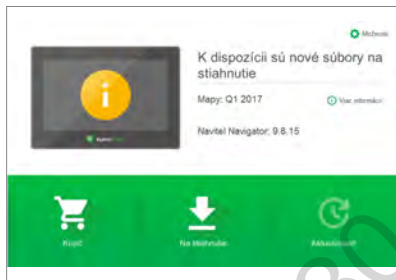 Možnosti
K dispozícii sú nové súbory na
stiahnutie
Mapy: Q1 2017
Viac informácií
Navitel Navigator: 9.8.15
Kúpiť
Na stiahnutie
Aktualizovať